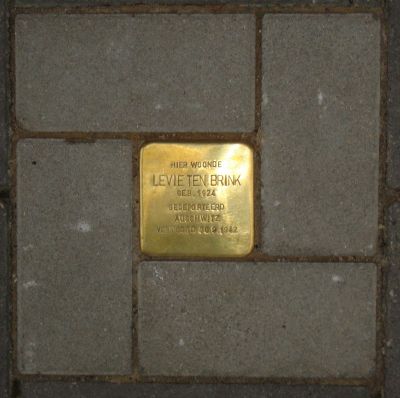 HIER WOONDE
LEVIE TEN BRINK
GEB. 1924
GEDEPORTEERD
AUSCHWITZ
VERMOORD 30.9.1942